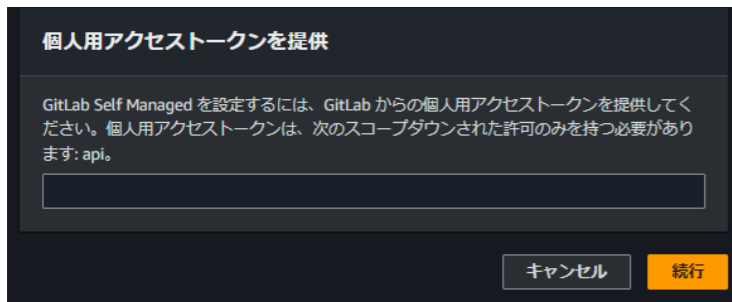 個人用アクセストークンを提供
GitLab Self Managed を設定するには、GitLab からの個人用アクセストークンを提供してく
ださい。個人用アクセストークンは、次のスコープダウンされた許可のみを持つ必要があり
ます: api。
キャンセル
続行